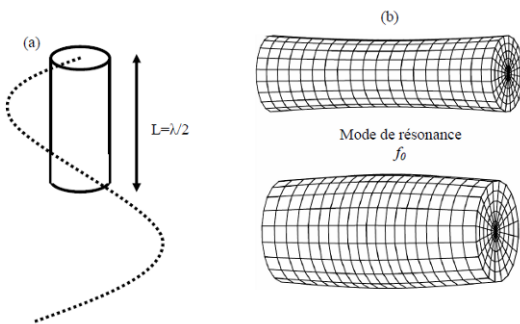 (a)
L=λ/2
(b)
Mode de résonance
f₀